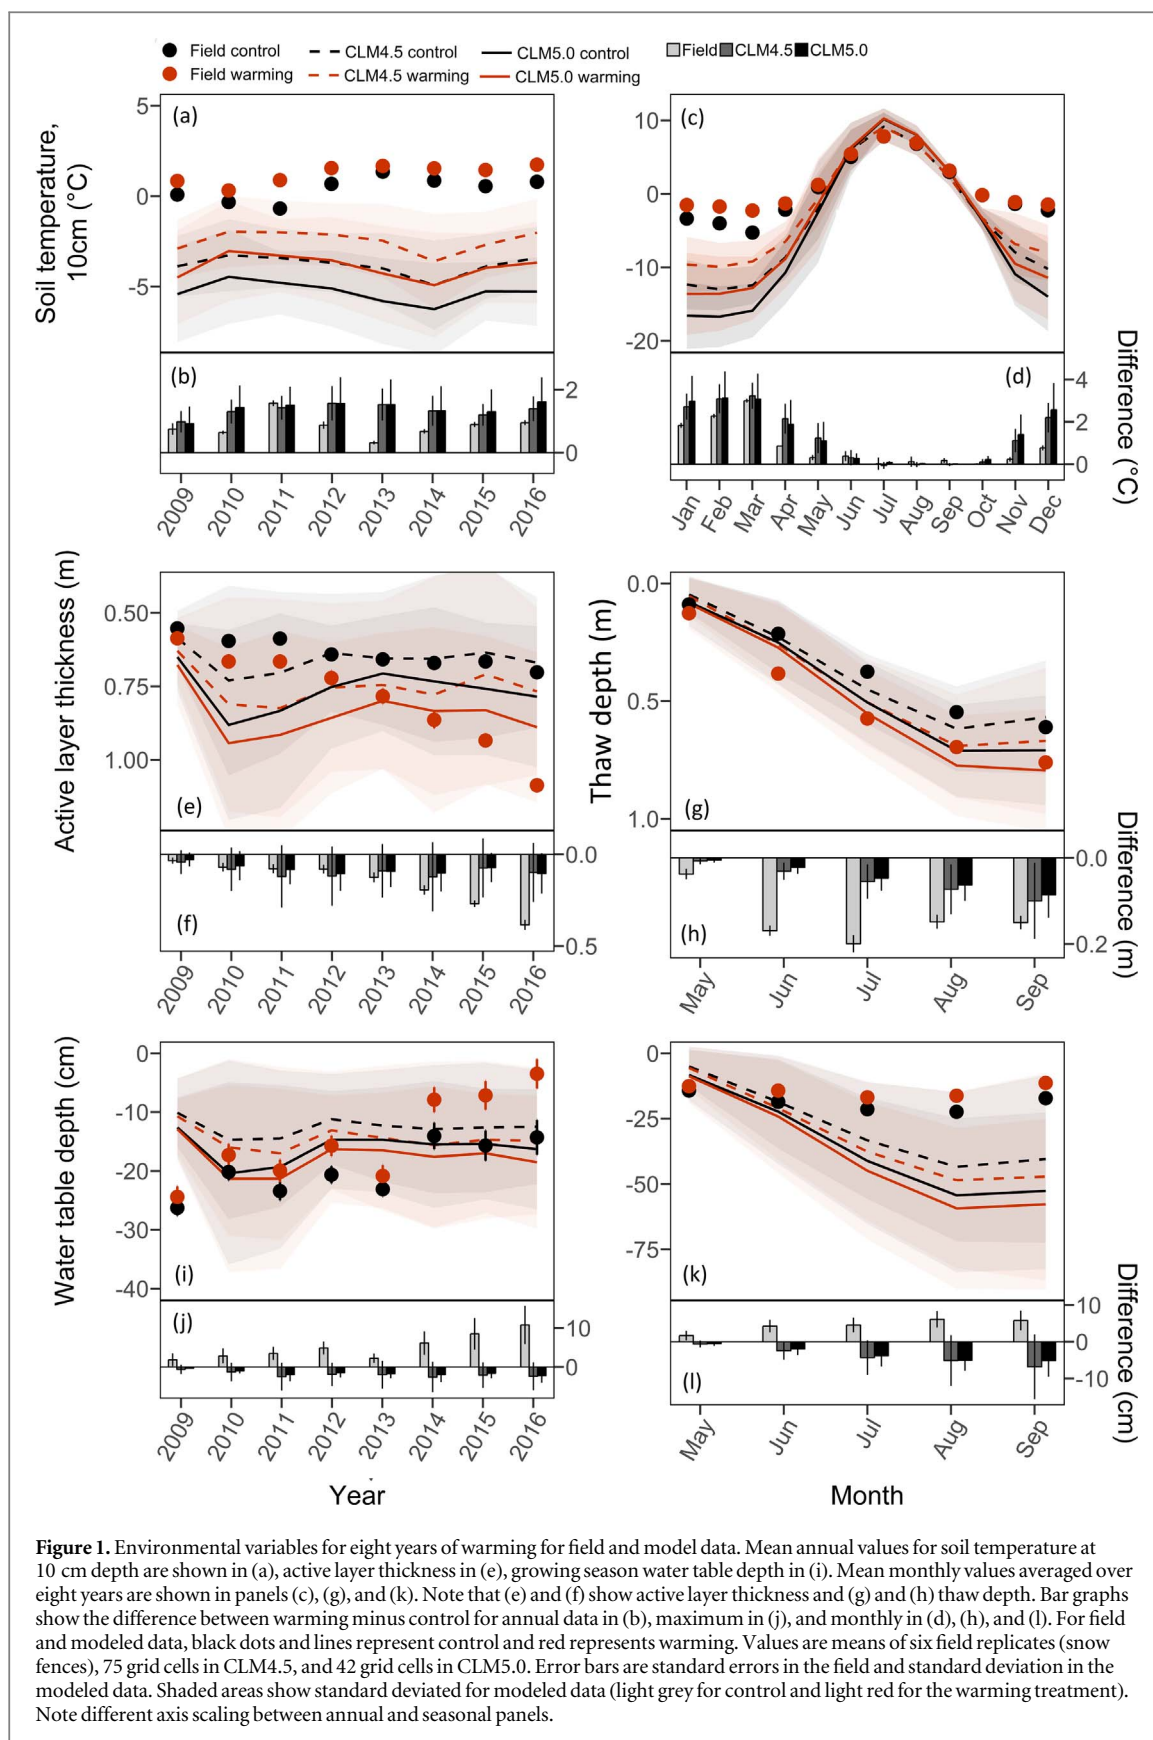 Field control CLM4.5 control CLM5.0 control Field CLM4.5 CLM5.0
Field warming CLM4.5 warming CLM5.0 warming
Soil temperature,
10cm (°C)
5
0
-5
(a)
10
0
-10
-20
(c)
(b)
2
0
(d)
4
2
0
Difference (°C)
2009 2010 2011 2012 2013 2014 2015 2016
Jan Feb Mar Apr May Jun Jul Aug Sep Oct Nov Dec
Active layer thickness (m)
0.50
0.75
1.00
(e)
Thaw depth (m)
0.0
0.5
1.0
(g)
(f)
0.0
0.5
(h)
0.0
0.2
Difference (m)
2009 2010 2011 2012 2013 2014 2015 2016
May Jun Jul Aug Sep
Water table depth (cm)
0
-10
-20
-30
-40
(i)
0
-25
-50
-75
(k)
(j)
10
0
(l)
10
0
-10
Difference (cm)
2009 2010 2011 2012 2013 2014 2015 2016
May Jun Jul Aug Sep
Year
Month
Figure 1. Environmental variables for eight years of warming for field and model data. Mean annual values for soil temperature at
10 cm depth are shown in (a), active layer thickness in (e), growing season water table depth in (i). Mean monthly values averaged over
eight years are shown in panels (c), (g), and (k). Note that (e) and (f) show active layer thickness and (g) and (h) thaw depth. Bar graphs
show the difference between warming minus control for annual data in (b), maximum in (j), and monthly in (d), (h), and (l). For field
and modeled data, black dots and lines represent control and red represents warming. Values are means of six field replicates (snow
fences), 75 grid cells in CLM4.5, and 42 grid cells in CLM5.0. Error bars are standard errors in the field and standard deviation in the
modeled data. Shaded areas show standard deviated for modeled data (light grey for control and light red for the warming treatment).
Note different axis scaling between annual and seasonal panels.